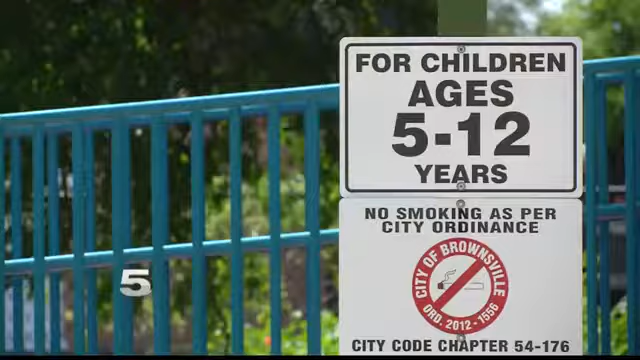 FOR CHILDREN
AGES
5-12
YEARS
NO SMOKING AS PER
CITY ORDINANCE
CITY OF BROWNSVILLE
ORD. 2012-1556
CITY CODE CHAPTER 54-176
5